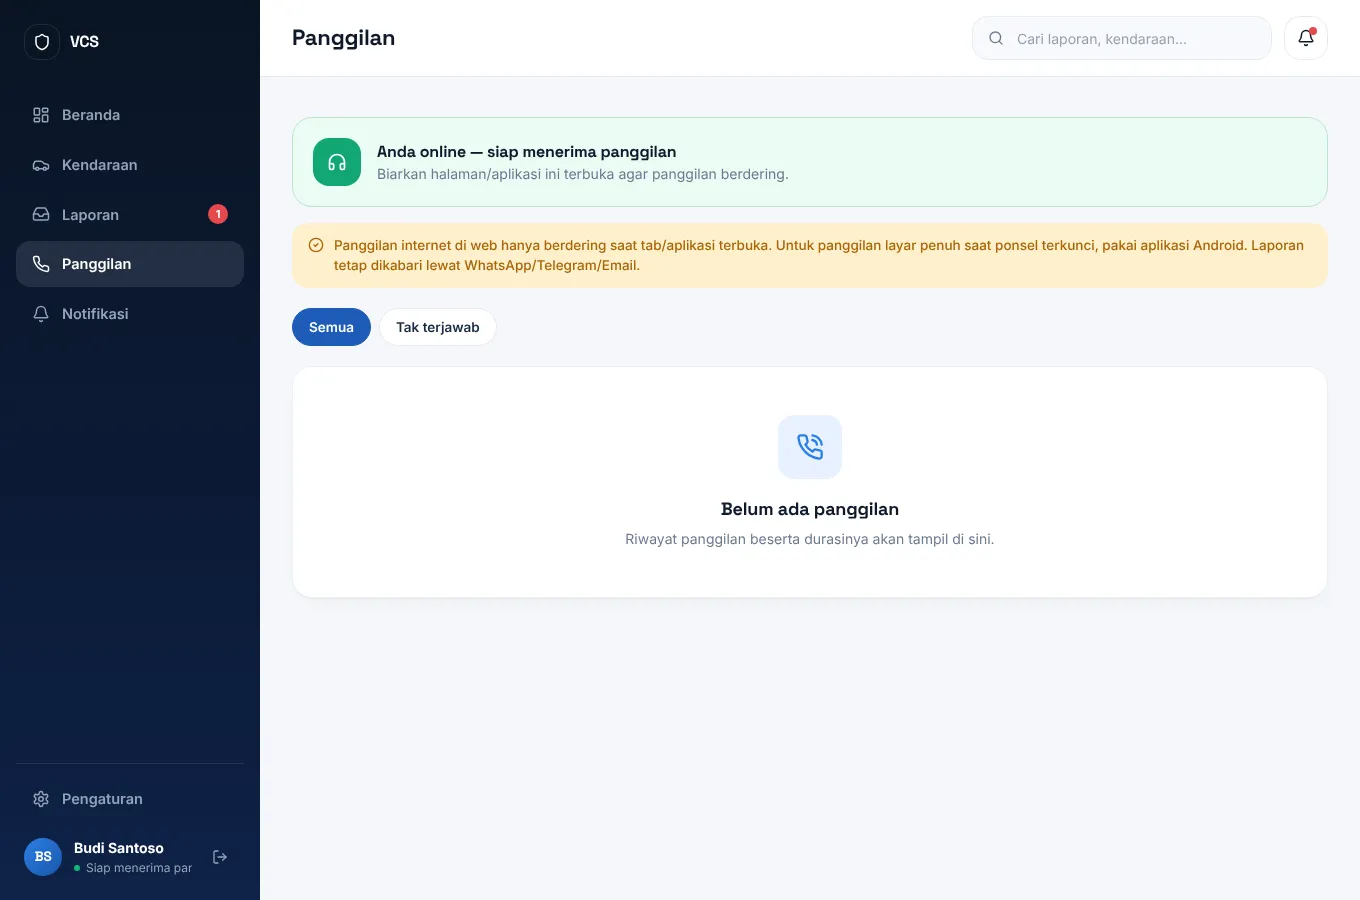 VCS
Beranda
Kendaraan
Laporan
1
Panggilan
Notifikasi
Pengaturan
BS
Budi Santoso
Siap menerima par
Panggilan
Cari laporan, kendaraan...
Anda online — siap menerima panggilan
Biarkan halaman/aplikasi ini terbuka agar panggilan berdering.
Panggilan internet di web hanya berdering saat tab/aplikasi terbuka. Untuk panggilan layar penuh saat ponsel terkunci, pakai aplikasi Android. Laporan
tetap dikabari lewat WhatsApp/Telegram/Email.
Semua
Tak terjawab
Belum ada panggilan
Riwayat panggilan beserta durasinya akan tampil di sini.